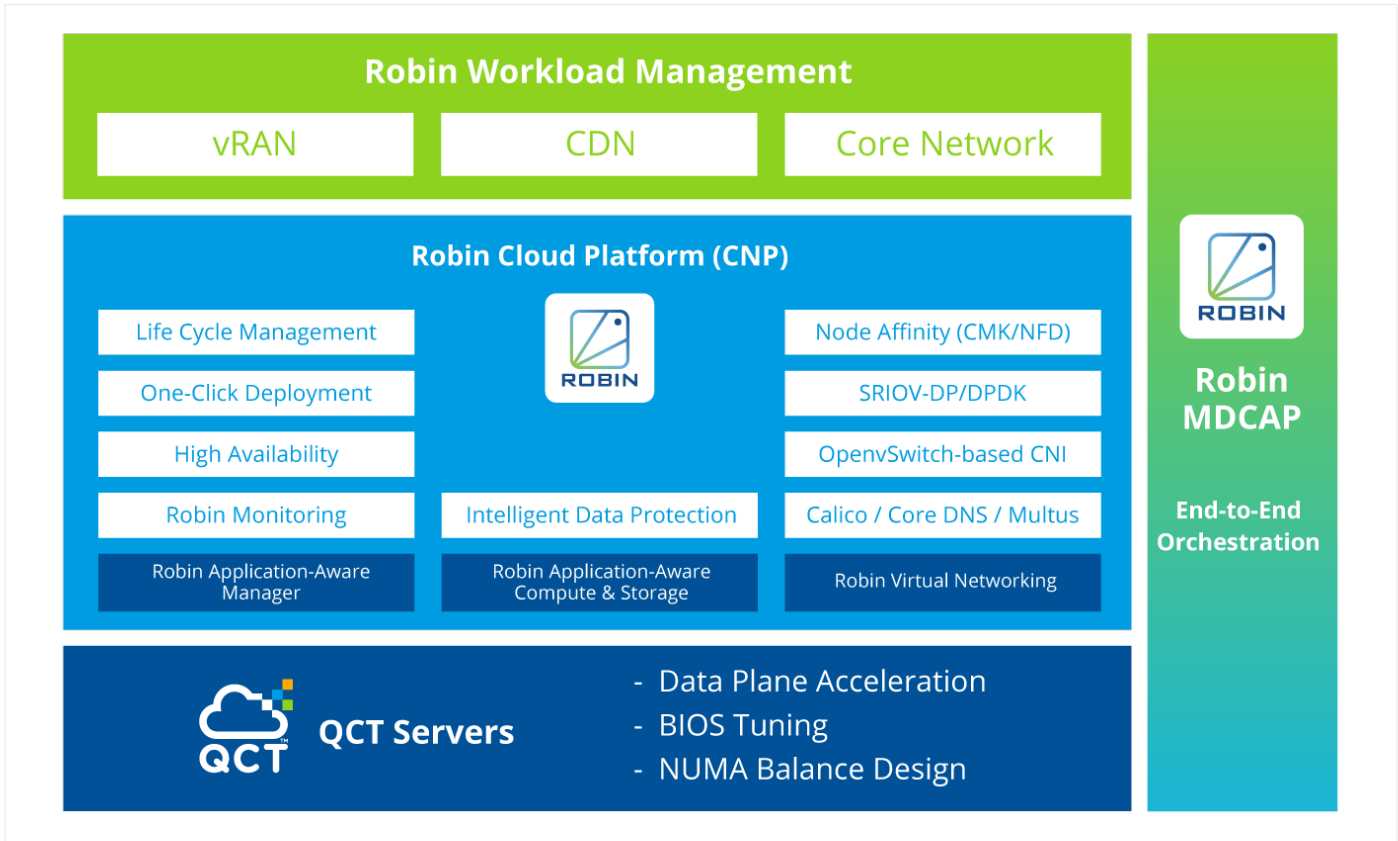 Robin Workload Management
vRAN
CDN
Core Network
Robin Cloud Platform (CNP)
ROBIN
Life Cycle Management
One-Click Deployment
High Availability
Robin Monitoring
Robin Application-Aware
Manager
Intelligent Data Protection
Robin Application-Aware
Compute & Storage
Node Affinity (CMK/NFD)
SRIOV-DP/DPDK
OpenvSwitch-based CNI
Calico / Core DNS / Multus
Robin Virtual Networking
QCT™
QCT Servers
- Data Plane Acceleration
- BIOS Tuning
- NUMA Balance Design
ROBIN
Robin
MDCAP
End-to-End
Orchestration